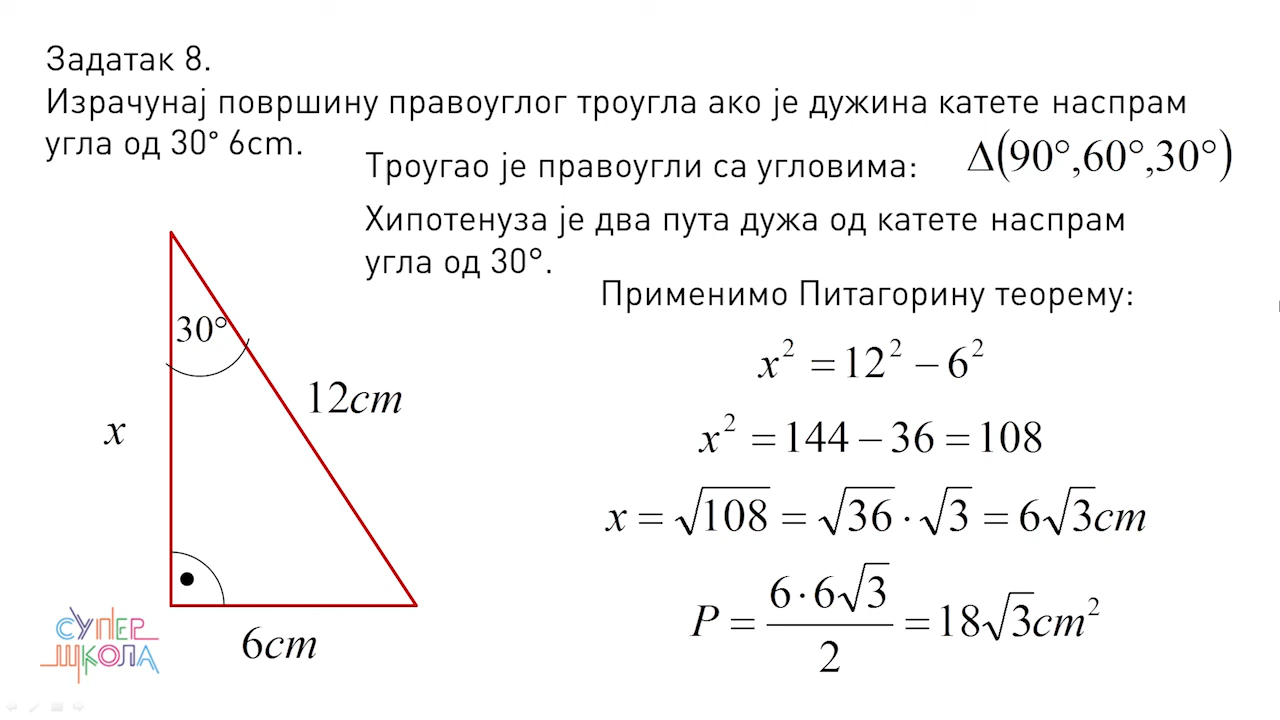 Задатак 8.
Израчунај површину правоуглог троугла ако је дужина катете наспрам
угла од 30° 6cm.
Троугао је правоугли са угловима: Δ(90°,60°,30°)
Хипотенуза је два пута дужа од катете наспрам
угла од 30°.
Применимо Питагорину теорему:
30°
12cm
x
6cm
x² = 12² − 6²
x² = 144 − 36 = 108
x = √108 = √36 · √3 = 6√3cm
P = (6 · 6√3)/2 = 18√3cm²
СУПЕР
ШКОЛА